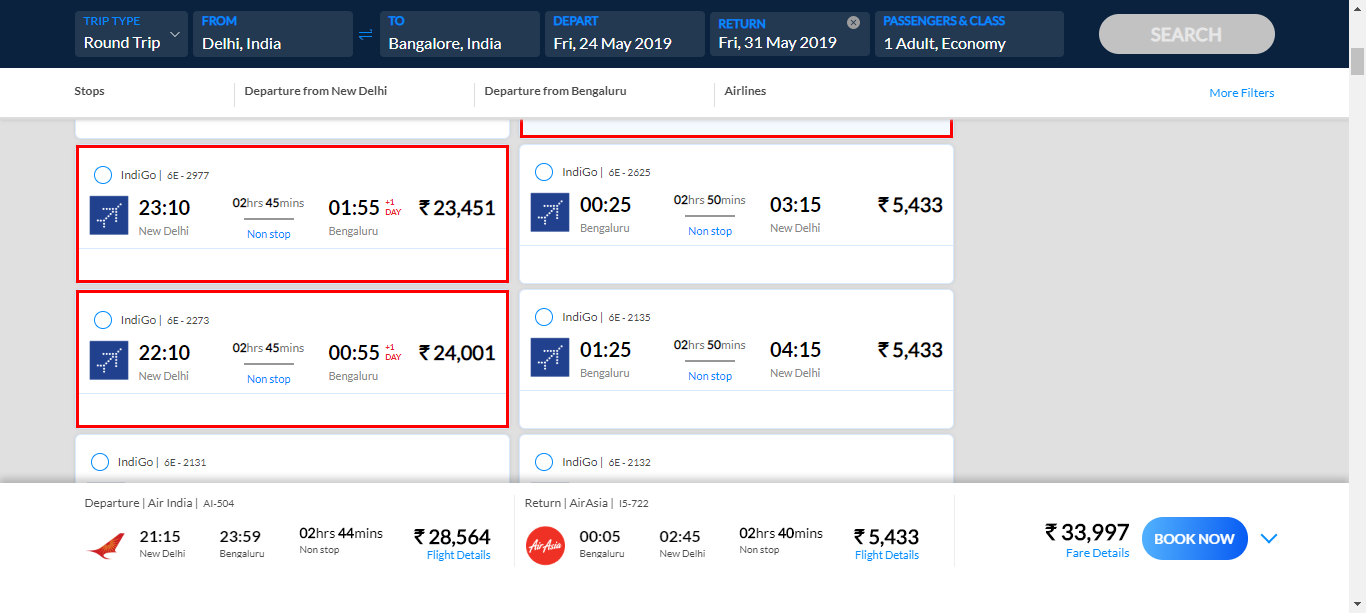 TRIP TYPE
Round Trip
FROM
Delhi, India
TO
Bangalore, India
DEPART
Fri, 24 May 2019
RETURN
Fri, 31 May 2019
PASSENGERS & CLASS
1 Adult, Economy
SEARCH
Stops
Departure from New Delhi
Departure from Bengaluru
Airlines
More Filters
IndiGo | 6E - 2977
23:10
New Delhi
02hrs 45mins
Non stop
01:55 +1 DAY
Bengaluru
₹ 23,451
IndiGo | 6E - 2625
00:25
Bengaluru
02hrs 50mins
Non stop
03:15
New Delhi
₹ 5,433
IndiGo | 6E - 2273
22:10
New Delhi
02hrs 45mins
Non stop
00:55 +1 DAY
Bengaluru
₹ 24,001
IndiGo | 6E - 2135
01:25
Bengaluru
02hrs 50mins
Non stop
04:15
New Delhi
₹ 5,433
IndiGo | 6E - 2131
IndiGo | 6E - 2132
Departure | Air India | AI-504
21:15
New Delhi
23:59
Bengaluru
02hrs 44mins
Non stop
₹ 28,564
Flight Details
Return | AirAsia | I5-722
AirAsia
00:05
Bengaluru
02:45
New Delhi
02hrs 40mins
Non stop
₹ 5,433
Flight Details
₹ 33,997
Fare Details
BOOK NOW